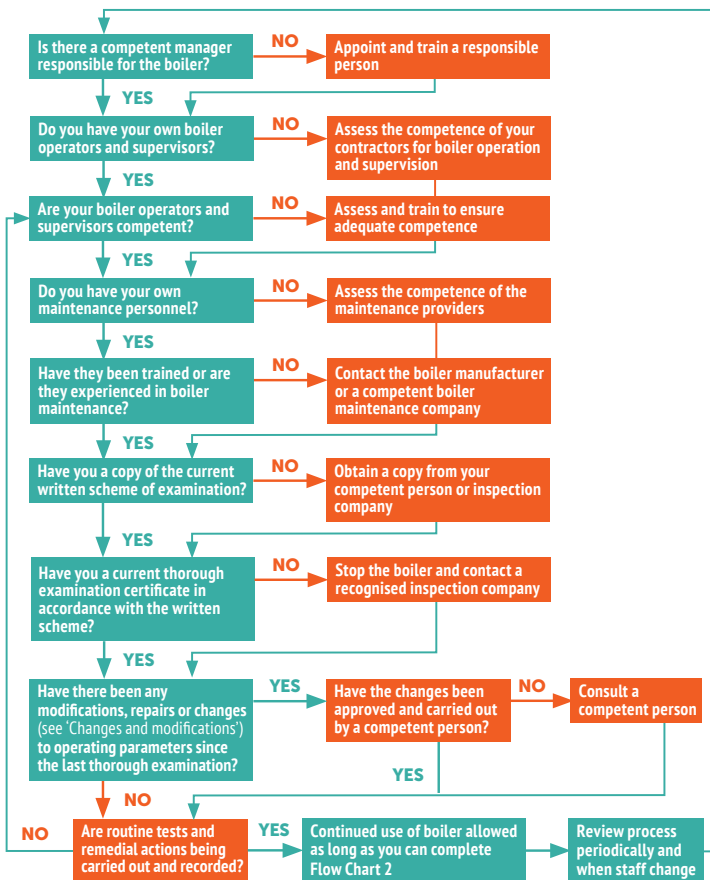 Is there a competent manager
responsible for the boiler?
NO
Appoint and train a responsible
person
YES
Do you have your own boiler
operators and supervisors?
NO
Assess the competence of your
contractors for boiler operation
and supervision
YES
Are your boiler operators and
supervisors competent?
NO
Assess and train to ensure
adequate competence
YES
Do you have your own
maintenance personnel?
NO
Assess the competence of the
maintenance providers
YES
Have they been trained or are
they experienced in boiler
maintenance?
NO
Contact the boiler manufacturer
or a competent boiler
maintenance company
YES
Have you a copy of the current
written scheme of examination?
NO
Obtain a copy from your
competent person or inspection
company
YES
Have you a current thorough
examination certificate in
accordance with the written
scheme?
NO
Stop the boiler and contact a
recognised inspection company
YES
Have there been any
modifications, repairs or changes
(see 'Changes and modifications')
to operating parameters since
the last thorough examination?
YES
Have the changes been
approved and carried out
by a competent person?
NO
Consult a
competent person
YES
NO
NO
Are routine tests and
remedial actions being
carried out and recorded?
YES
Continued use of boiler allowed
as long as you can complete
Flow Chart 2
Review process
periodically and
when staff change